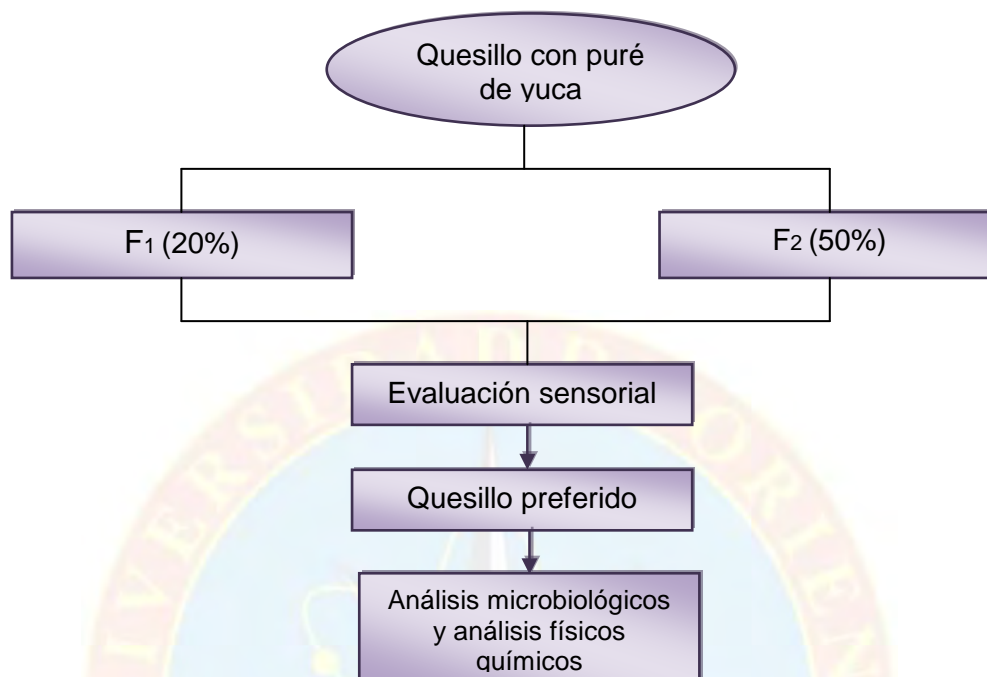 Quesillo con puré
de yuca
F1 (20%)
F2 (50%)
Evaluación sensorial
Quesillo preferido
Análisis microbiológicos
y análisis físicos
químicos